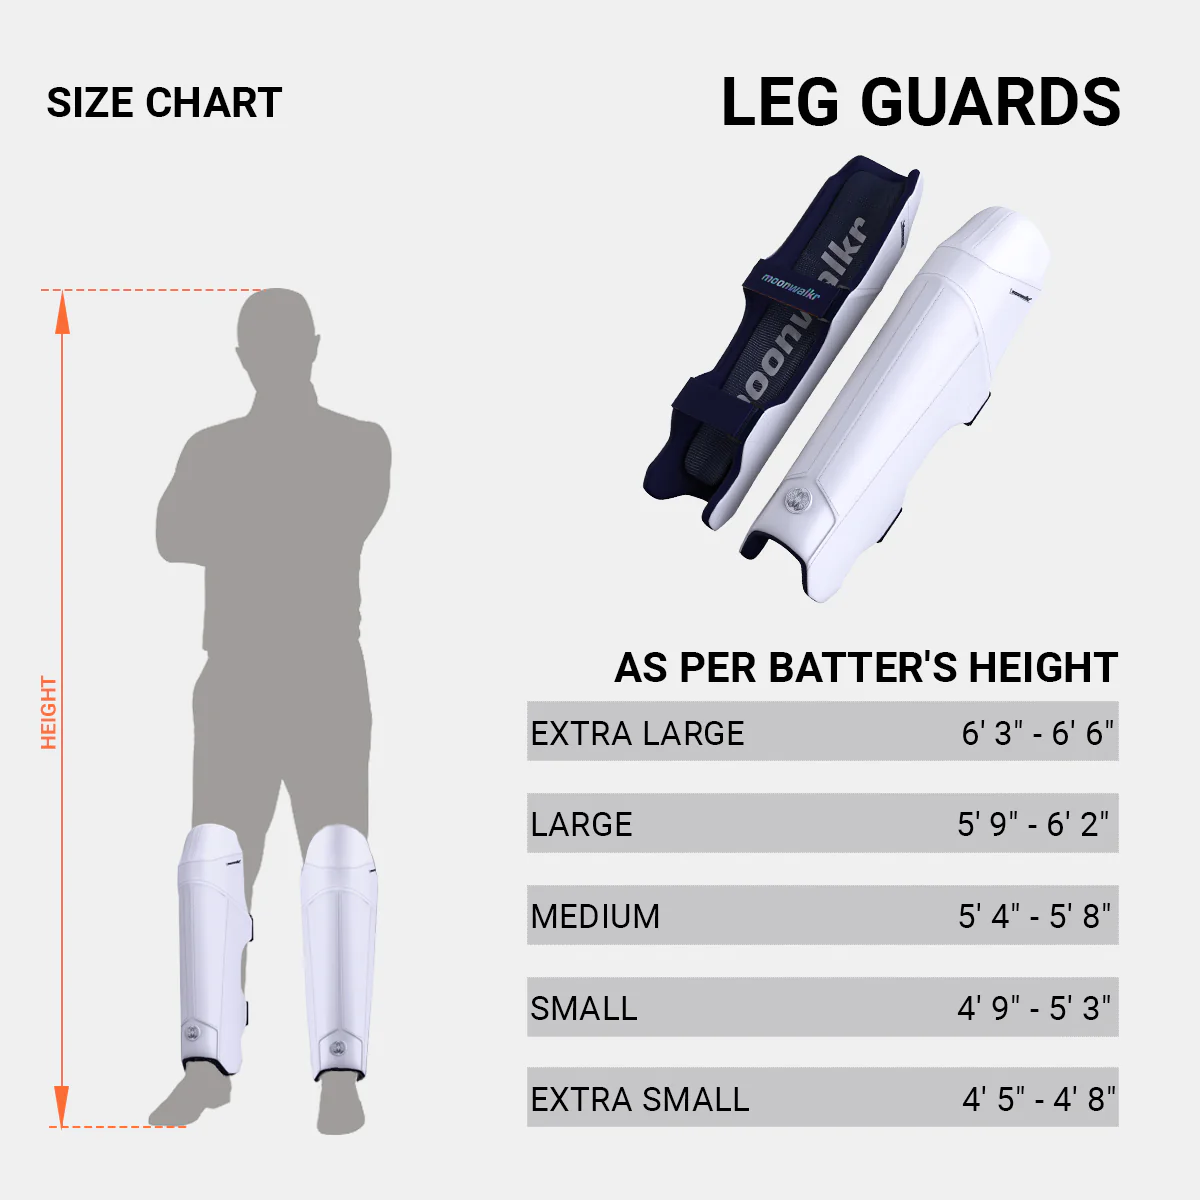 SIZE CHART
LEG GUARDS
moonwalkr
moonwalkr
HEIGHT
AS PER BATTER'S HEIGHT
EXTRA LARGE 6' 3" - 6' 6"
LARGE 5' 9" - 6' 2"
MEDIUM 5' 4" - 5' 8"
SMALL 4' 9" - 5' 3"
EXTRA SMALL 4' 5" - 4' 8"